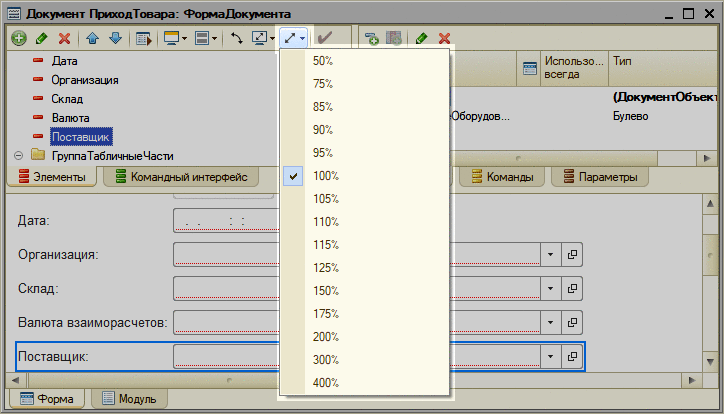 Документ ПриходТовара: ФормаДокумента
Дата
Организация
Склад
Валюта
Поставщик
ГруппаТабличныеЧасти
Использо...
всегда
Тип
(ДокументОбъект
еОборудов...
Булево
Элементы
Командный интерфейс
Команды
Параметры
50%
75%
85%
90%
95%
100%
105%
110%
115%
125%
150%
175%
200%
300%
400%
Дата:
. . : :
Организация:
Склад:
Валюта взаиморасчетов:
Поставщик:
Форма
Модуль